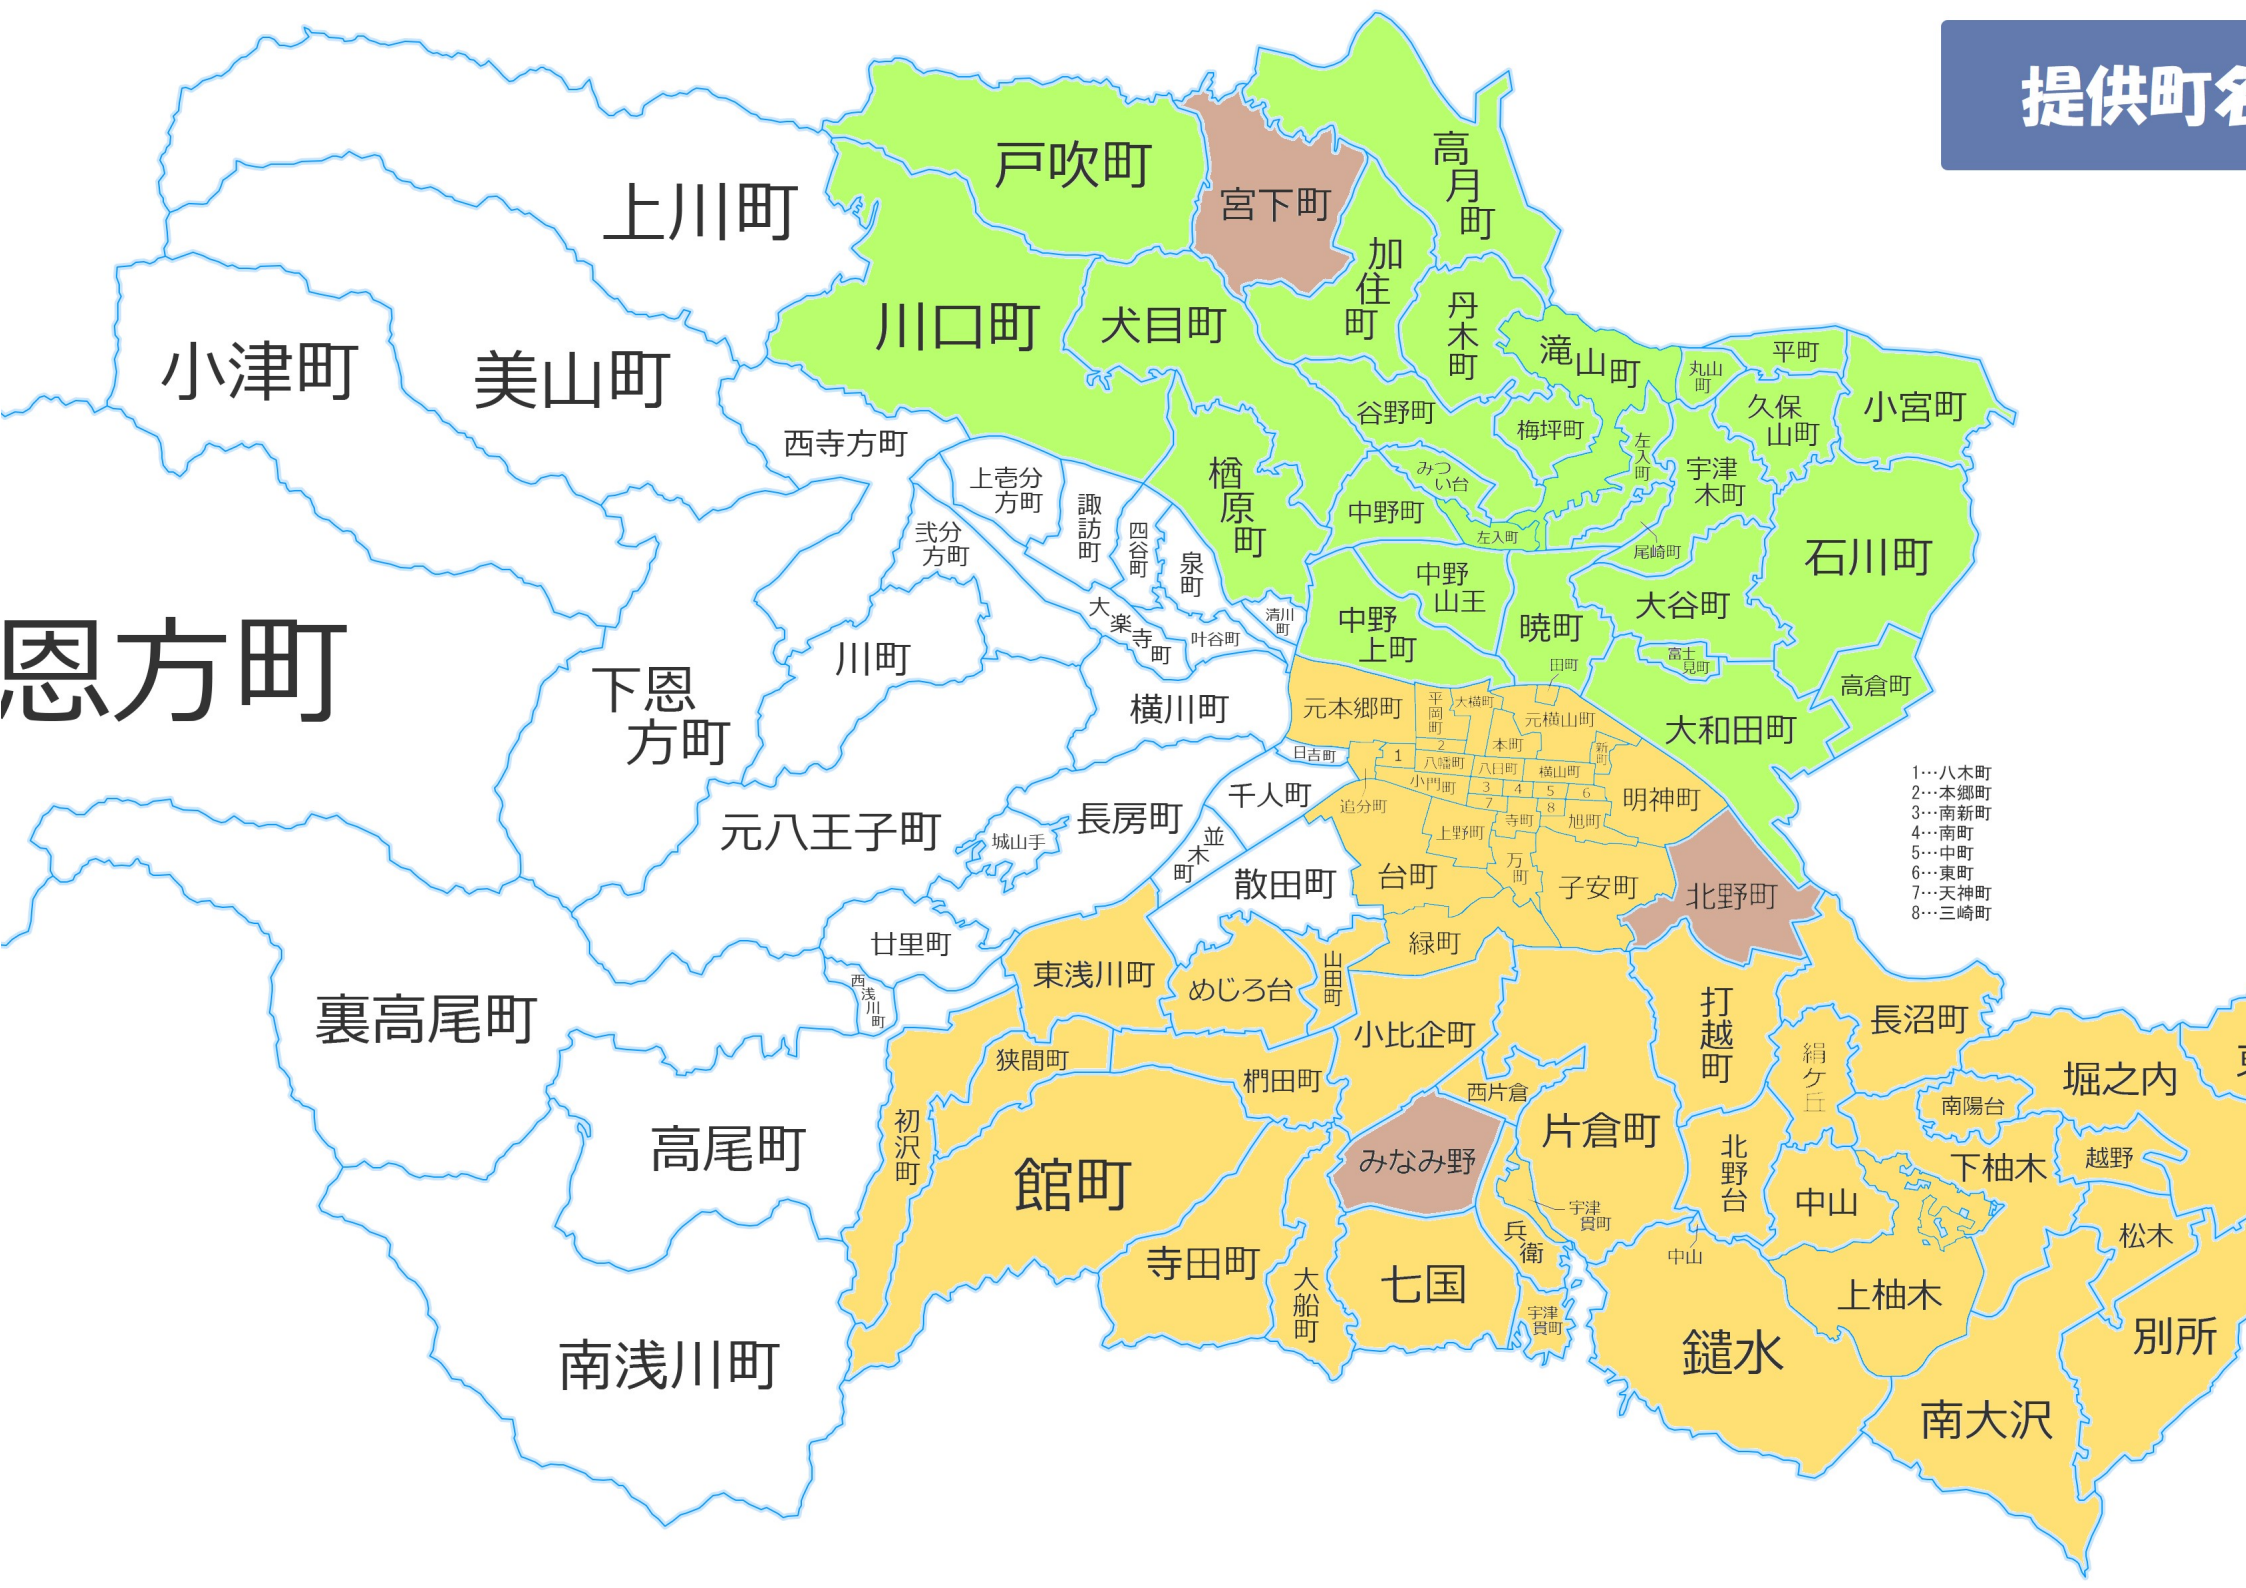 提供町名
戸吹町
高月町
宮下町
上川町
加住町
川口町
犬目町
丹木町
滝山町
平町
丸山町
小津町
美山町
久保山町
小宮町
谷野町
梅坪町
西寺方町
左入町
みつい台
宇津木町
上壱分方町
楢原町
諏訪町
中野町
四谷町
弐分方町
左入町
尾崎町
石川町
泉町
中野山王
大谷町
清川町
中野上町
暁町
大楽寺町
叶谷町
恩方町
川町
富士見町
田町
下恩方町
高倉町
横川町
元本郷町
平岡町
大横町
元横山町
大和田町
日吉町
1
2
本町
新町
八幡町
八日町
横山町
千人町
小門町
3
4
5
6
明神町
追分町
7
8
長房町
元八王子町
城山手
並木町
上野町
寺町
旭町
1…八木町
2…本郷町
3…南新町
4…南町
5…中町
6…東町
7…天神町
8…三崎町
散田町
台町
万町
子安町
北野町
廿里町
緑町
東浅川町
めじろ台
山田町
西浅川町
裏高尾町
小比企町
打越町
長沼町
狭間町
椚田町
西片倉
絹ケ丘
南陽台
堀之内
初沢町
高尾町
館町
みなみ野
片倉町
北野台
中山
下柚木
越野
宇津貫町
兵衛
中山
松木
寺田町
大船町
七国
上柚木
宇津貫町
鑓水
別所
南浅川町
南大沢